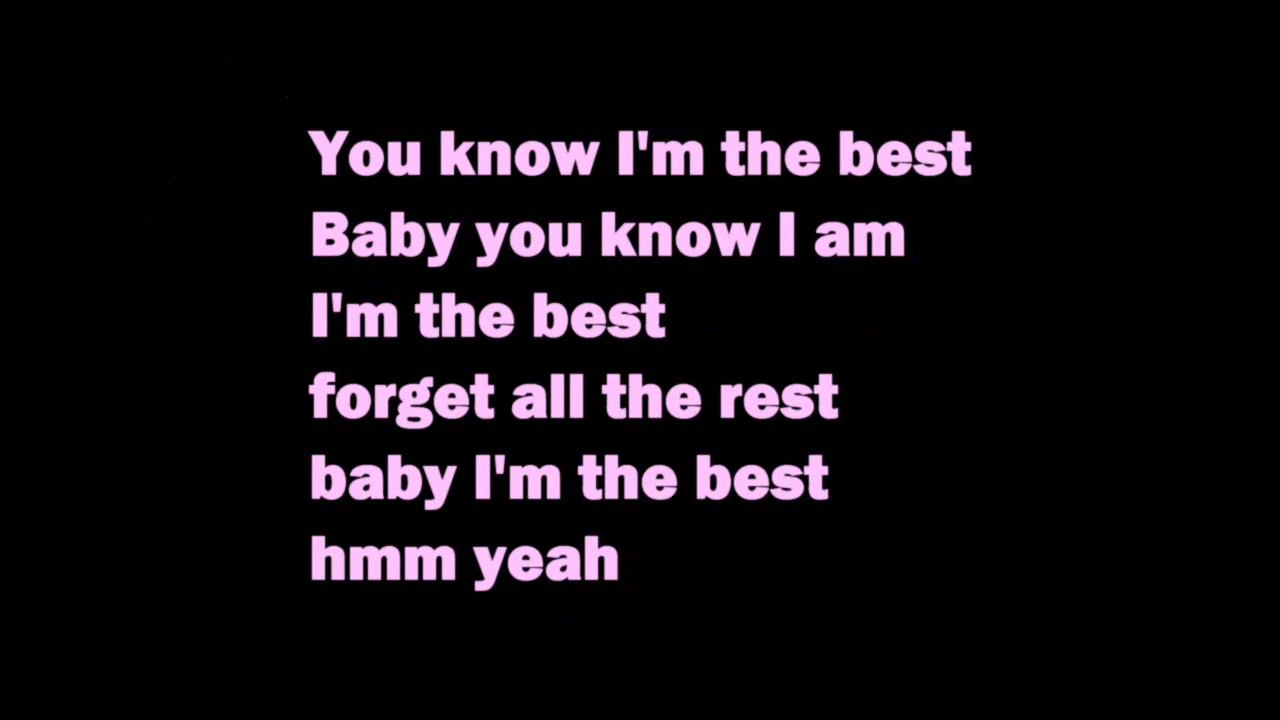 You know I'm the best
Baby you know I am
I'm the best
forget all the rest
baby I'm the best
hmm yeah